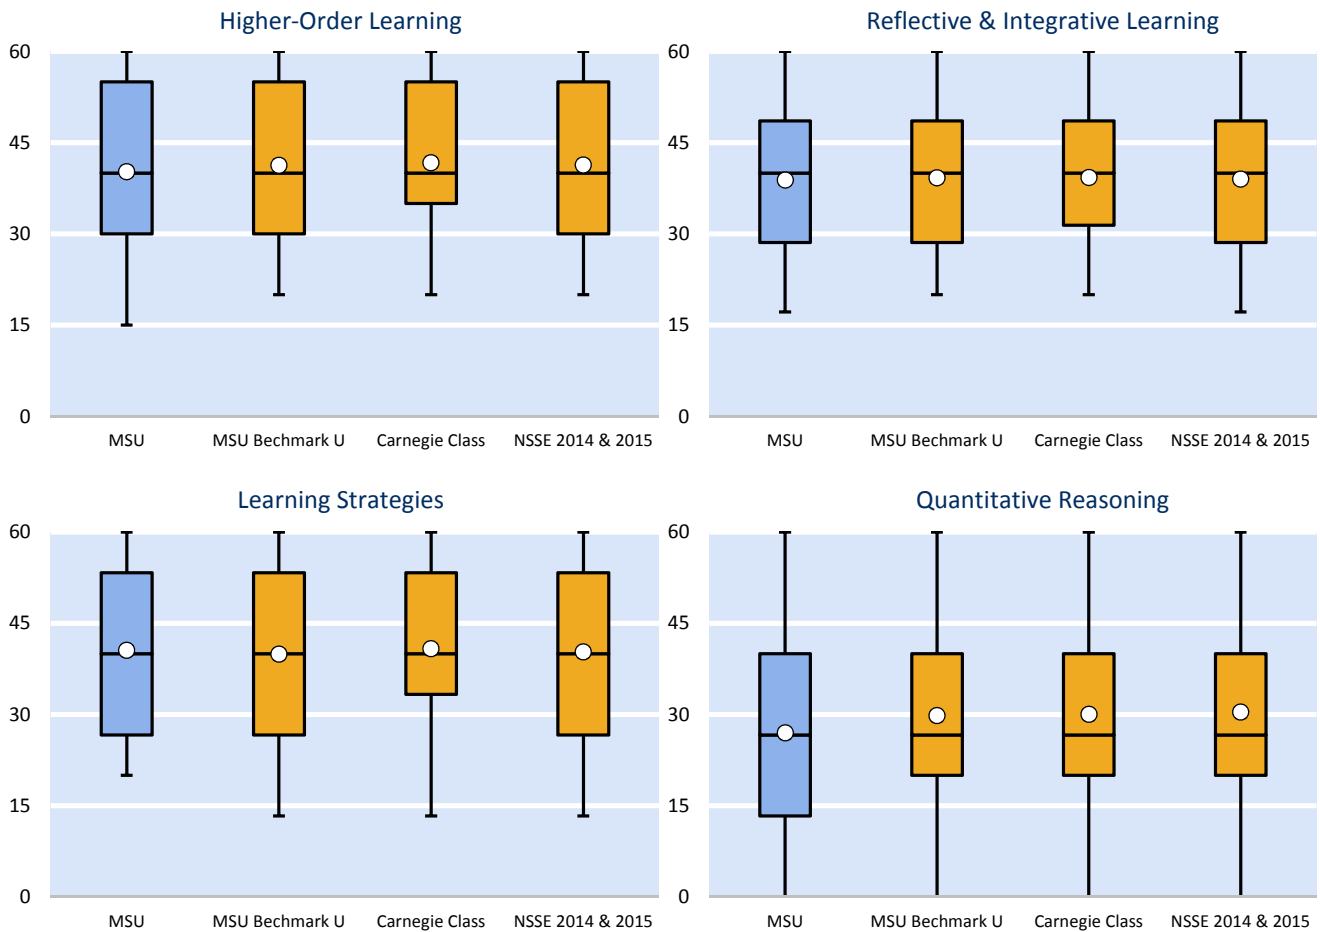 Higher-Order Learning
60
45
30
15
0
MSU MSU Bechmark U Carnegie Class NSSE 2014 & 2015
Reflective & Integrative Learning
60
45
30
15
0
MSU MSU Bechmark U Carnegie Class NSSE 2014 & 2015
Learning Strategies
60
45
30
15
0
MSU MSU Bechmark U Carnegie Class NSSE 2014 & 2015
Quantitative Reasoning
60
45
30
15
0
MSU MSU Bechmark U Carnegie Class NSSE 2014 & 2015